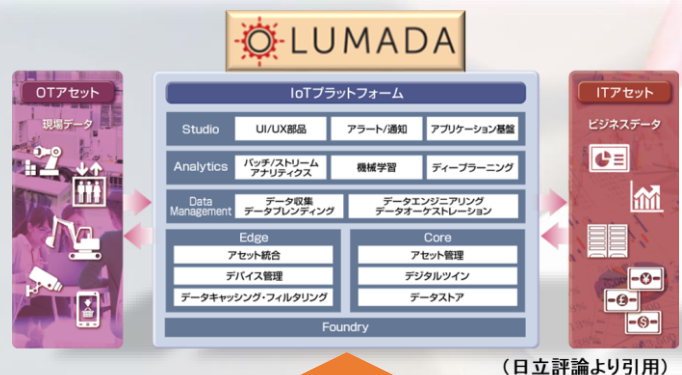 LUMADA
OTアセット
現場データ
IoTプラットフォーム
Studio
UI/UX部品
アラート/通知
アプリケーション基盤
Analytics
バッチ/ストリーム
アナリティクス
機械学習
ディープラーニング
Data
Management
データ収集
データブレンディング
データエンジニアリング
データオーケストレーション
Edge
アセット統合
デバイス管理
データキャッシング・フィルタリング
Core
アセット管理
デジタルツイン
データストア
Foundry
ITアセット
ビジネスデータ
€
¥
£
$
（日立評論より引用）